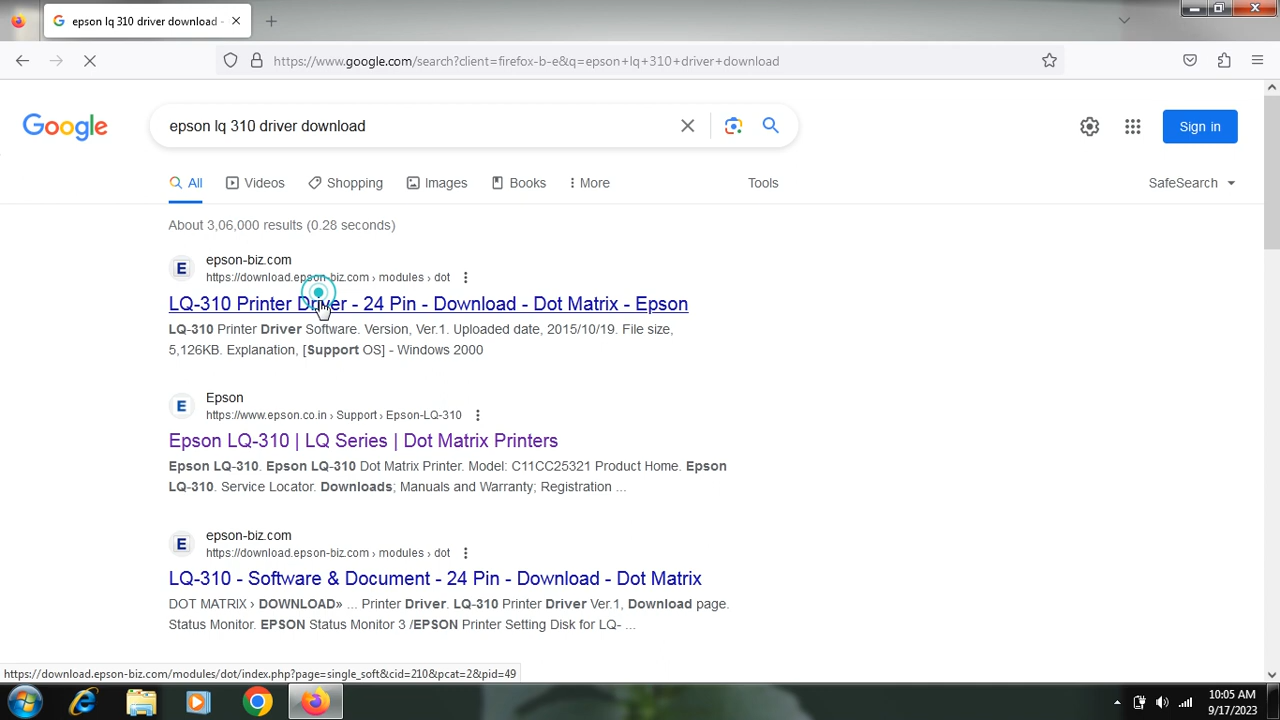 epson lq 310 driver download -
https://www.google.com/search?client=firefox-b-e&q=epson+lq+310+driver+download
Google
epson lq 310 driver download
Sign in
All
Videos
Shopping
Images
Books
More
Tools
SafeSearch
About 3,06,000 results (0.28 seconds)
epson-biz.com
https://download.epson-biz.com › modules › dot
LQ-310 Printer Driver - 24 Pin - Download - Dot Matrix - Epson
LQ-310 Printer Driver Software. Version, Ver.1. Uploaded date, 2015/10/19. File size,
5,126KB. Explanation, [Support OS] - Windows 2000
Epson
https://www.epson.co.in › Support › Epson-LQ-310
Epson LQ-310 | LQ Series | Dot Matrix Printers
Epson LQ-310. Epson LQ-310 Dot Matrix Printer. Model: C11CC25321 Product Home. Epson
LQ-310. Service Locator. Downloads; Manuals and Warranty; Registration ...
epson-biz.com
https://download.epson-biz.com › modules › dot
LQ-310 - Software & Document - 24 Pin - Download - Dot Matrix
DOT MATRIX › DOWNLOAD» ... Printer Driver. LQ-310 Printer Driver Ver.1, Download page.
Status Monitor. EPSON Status Monitor 3 /EPSON Printer Setting Disk for LQ- ...
https://download.epson-biz.com/modules/dot/index.php?page=single_soft&cid=210&pcat=2&pid=49
10:05 AM
9/17/2023